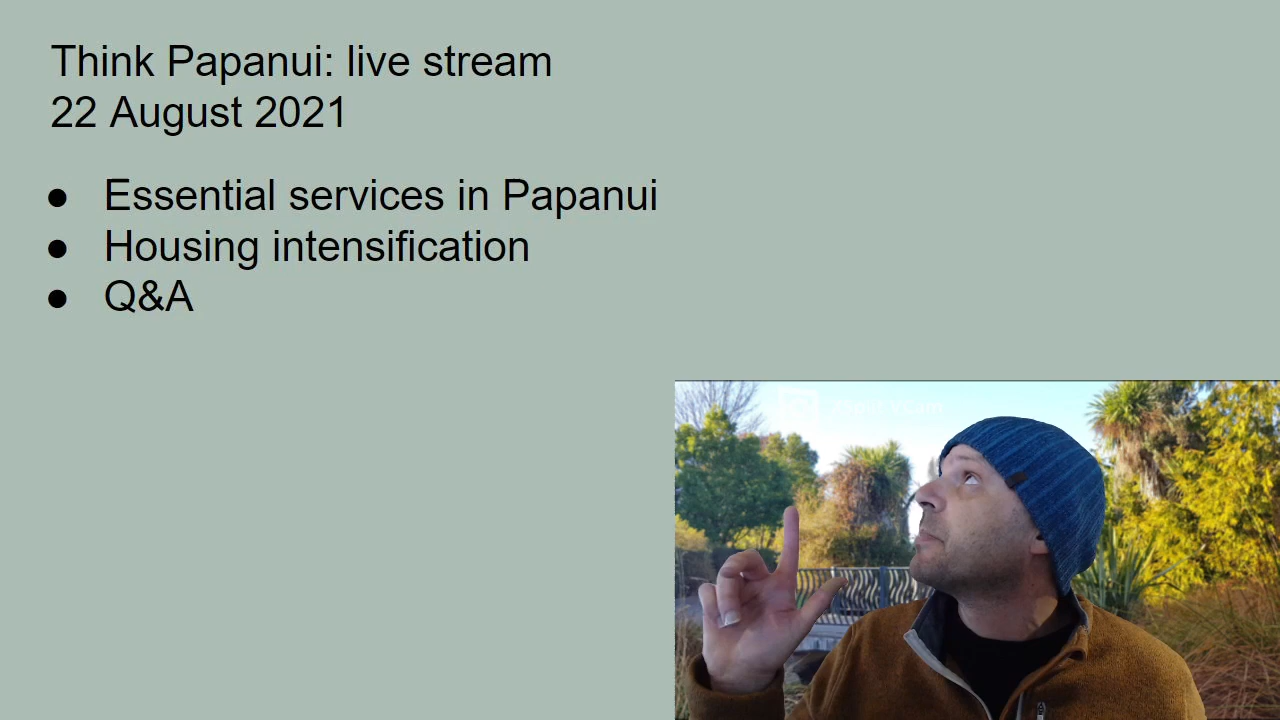 Think Papanui: live stream
22 August 2021
● Essential services in Papanui
● Housing intensification
● Q&A